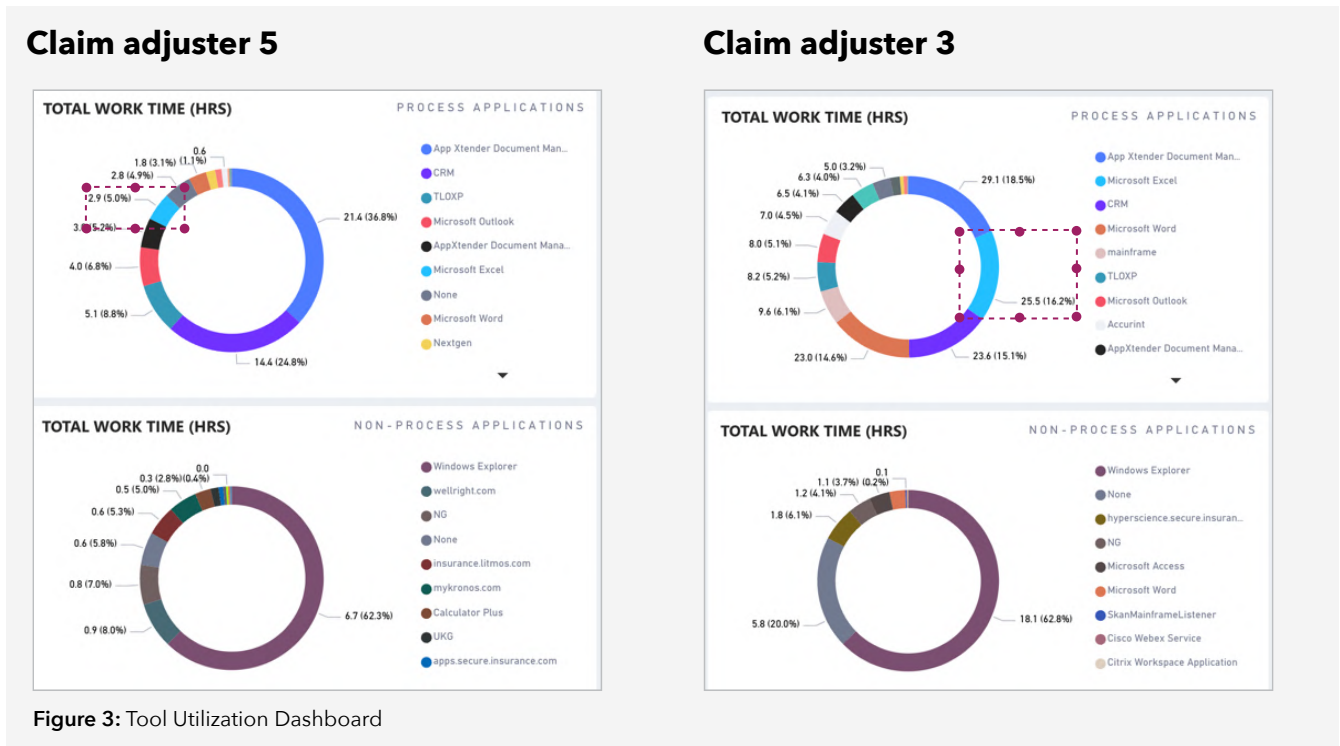 Claim adjuster 5
TOTAL WORK TIME (HRS)
PROCESS APPLICATIONS
0.6
1.8 (3.1%) (1.1%)
2.8 (4.9%)
2.9 (5.0%)
(5.2%)
4.0 (6.8%)
5.1 (8.8%)
14.4 (24.8%)
21.4 (36.8%)
App Xtender Document Man...
CRM
TLOXP
Microsoft Outlook
AppXtender Document Mana...
Microsoft Excel
None
Microsoft Word
Nextgen
TOTAL WORK TIME (HRS)
NON-PROCESS APPLICATIONS
0.0
0.3 (2.8%)(0.4%)
0.5 (5.0%)
0.6 (5.3%)
0.6 (5.8%)
0.8 (7.0%)
0.9 (8.0%)
6.7 (62.3%)
Windows Explorer
wellright.com
NG
None
insurance.litmos.com
mykronos.com
Calculator Plus
UKG
apps.secure.insurance.com
Claim adjuster 3
TOTAL WORK TIME (HRS)
PROCESS APPLICATIONS
5.0 (3.2%)
6.3 (4.0%)
6.5 (4.1%)
7.0 (4.5%)
8.0 (5.1%)
8.2 (5.2%)
9.6 (6.1%)
23.0 (14.6%)
23.6 (15.1%)
25.5 (16.2%)
29.1 (18.5%)
App Xtender Document Man...
Microsoft Excel
CRM
Microsoft Word
mainframe
TLOXP
Microsoft Outlook
Accurint
AppXtender Document Mana...
TOTAL WORK TIME (HRS)
NON-PROCESS APPLICATIONS
0.1
1.1 (3.7%) (0.2%)
1.2 (4.1%)
1.8 (6.1%)
5.8 (20.0%)
18.1 (62.8%)
Windows Explorer
None
hyperscience.secure.insuran...
NG
Microsoft Access
Microsoft Word
SkanMainframeListener
Cisco Webex Service
Citrix Workspace Application
Figure 3: Tool Utilization Dashboard